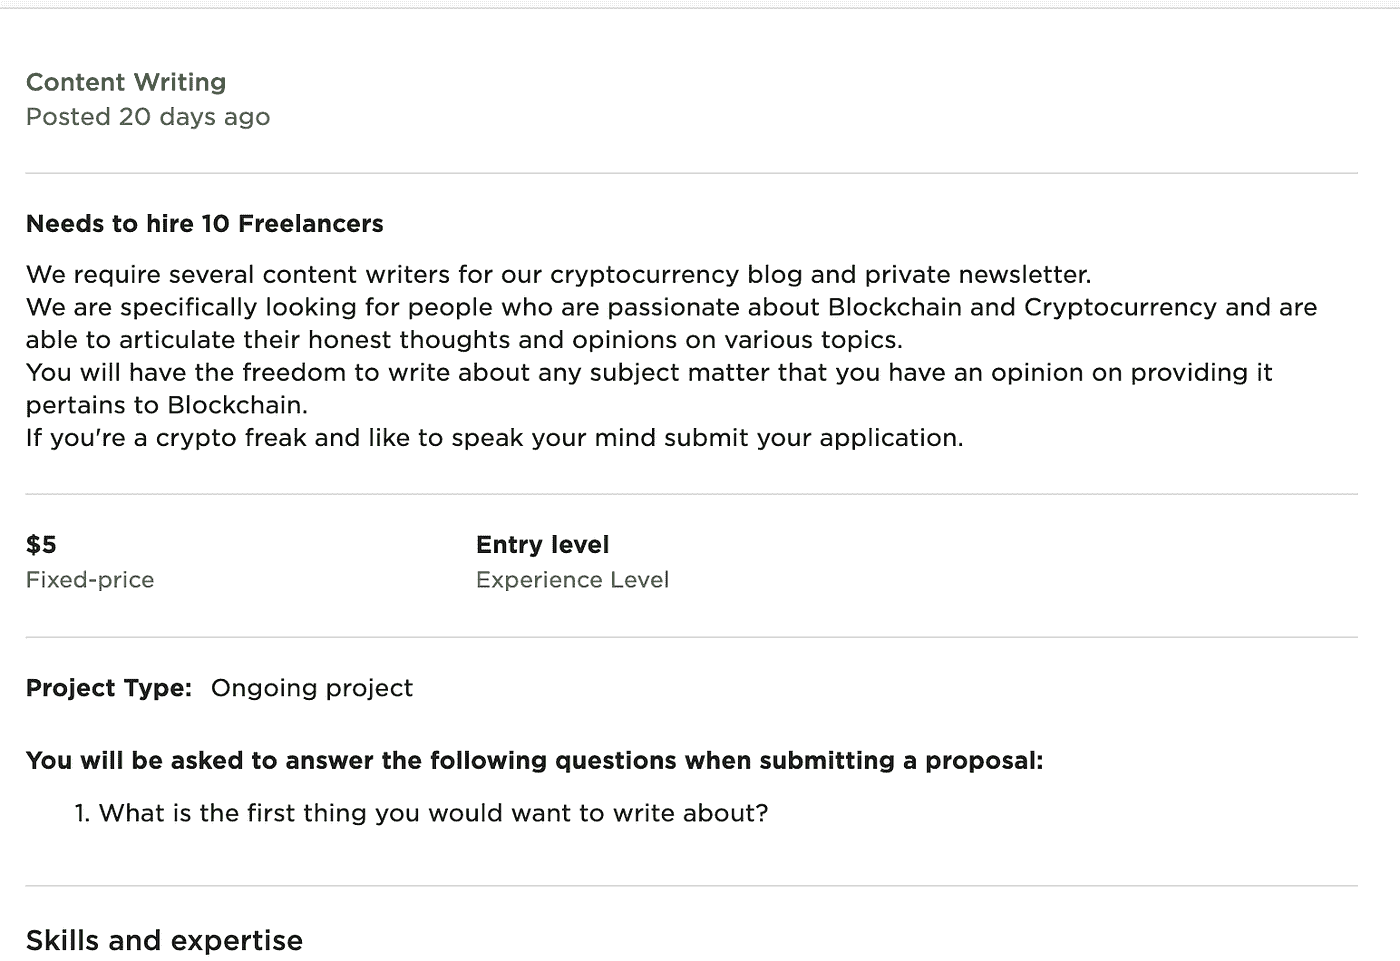 Content Writing
Posted 20 days ago
Needs to hire 10 Freelancers
We require several content writers for our cryptocurrency blog and private newsletter.
We are specifically looking for people who are passionate about Blockchain and Cryptocurrency and are
able to articulate their honest thoughts and opinions on various topics.
You will have the freedom to write about any subject matter that you have an opinion on providing it
pertains to Blockchain.
If you're a crypto freak and like to speak your mind submit your application.
$5 Entry level
Fixed-price Experience Level
Project Type: Ongoing project
You will be asked to answer the following questions when submitting a proposal:
1. What is the first thing you would want to write about?
Skills and expertise